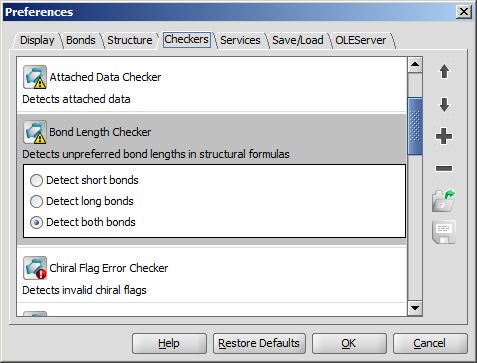 Preferences
Display Bonds Structure Checkers Services Save/Load OLEServer
Attached Data Checker
Detects attached data
Bond Length Checker
Detects unpreferred bond lengths in structural formulas
Detect short bonds
Detect long bonds
Detect both bonds
Chiral Flag Error Checker
Detects invalid chiral flags
Help Restore Defaults OK Cancel